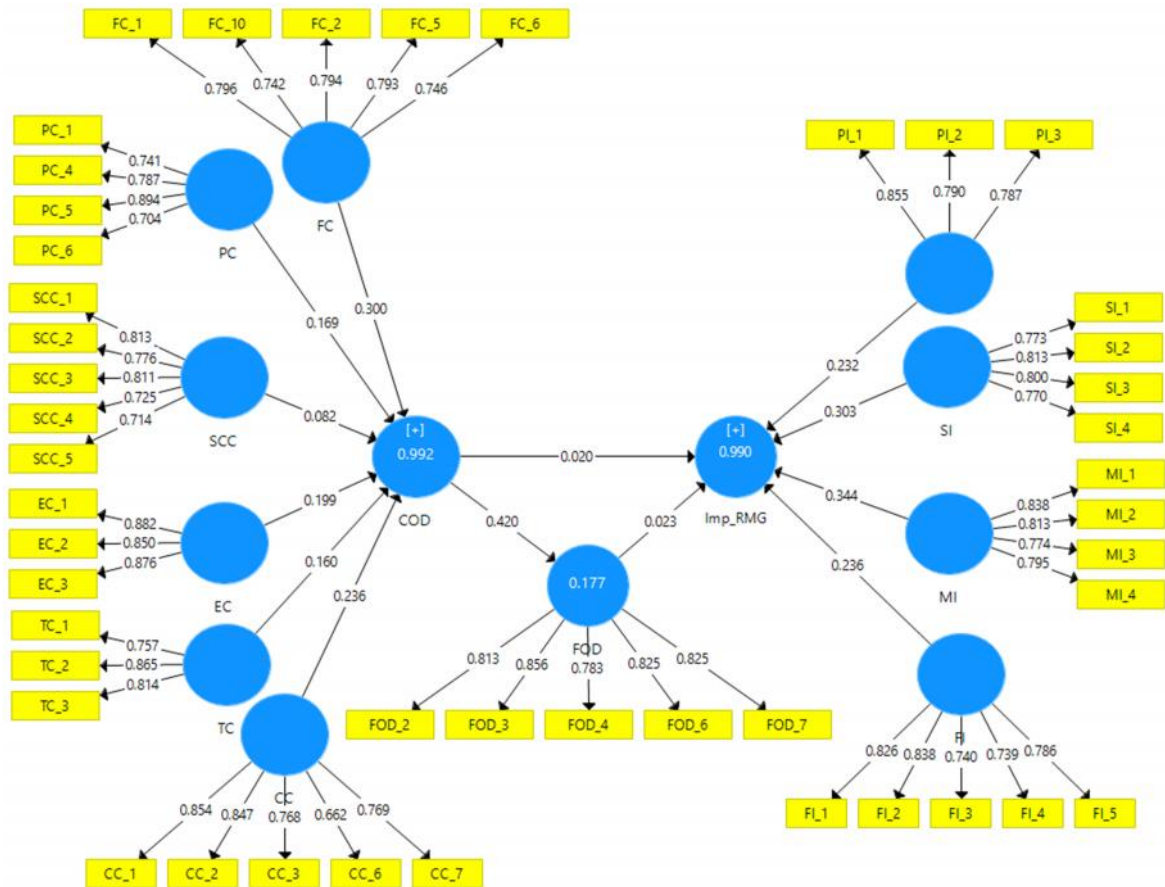 FC_1 FC_10 FC_2 FC_5 FC_6
0.796 0.742 0.794 0.793 0.746
FC
PC_1
PC_4
PC_5
PC_6
0.741
0.787
0.894
0.704
PC
0.169
0.300
SCC_1
SCC_2
SCC_3
SCC_4
SCC_5
0.813
0.776
0.811
0.725
0.714
SCC
0.082
EC_1
EC_2
EC_3
0.882
0.850
0.876
EC
0.199
TC_1
TC_2
TC_3
0.757
0.865
0.814
TC
0.160
0.236
CC
0.854 0.847 0.768 0.662 0.769
CC_1 CC_2 CC_3 CC_6 CC_7
[+]
0.992
COD
0.020
0.420
0.177
FOD
0.023
0.813 0.856 0.783 0.825 0.825
FOD_2 FOD_3 FOD_4 FOD_6 FOD_7
[+]
0.990
Imp_RMG
PI_1 PI_2 PI_3
0.855 0.790 0.787
0.232
SI_1
SI_2
SI_3
SI_4
0.773
0.813
0.800
0.770
SI
0.303
MI_1
MI_2
MI_3
MI_4
0.838
0.813
0.774
0.795
MI
0.344
0.236
FI
0.826 0.838 0.740 0.739 0.786
FI_1 FI_2 FI_3 FI_4 FI_5